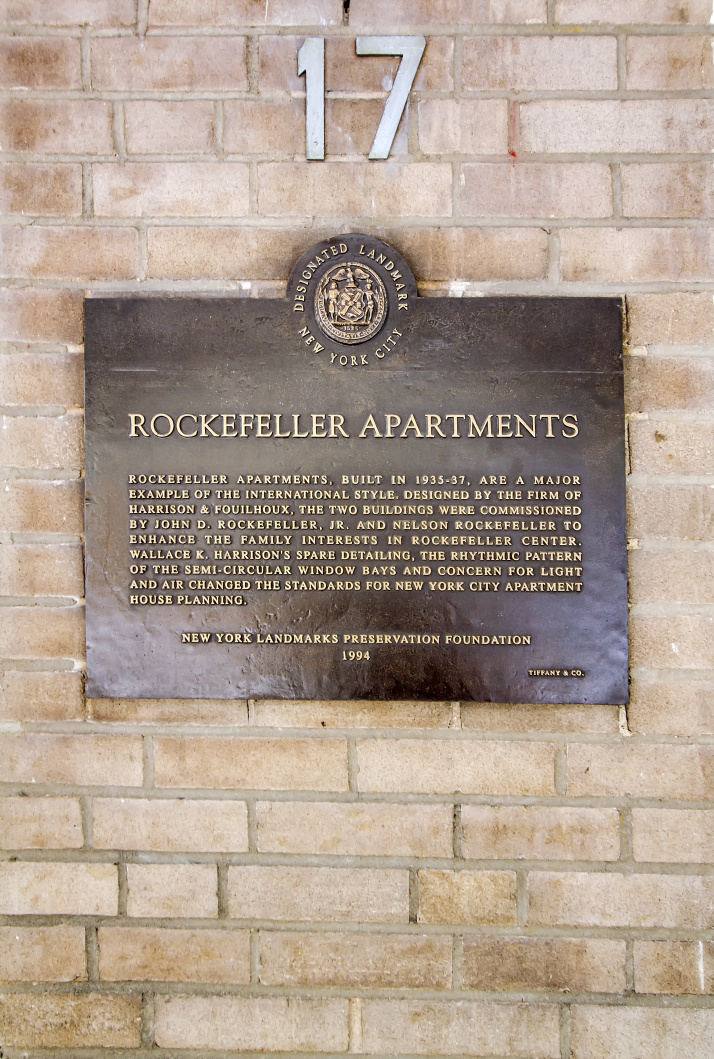 17
DESIGNATED LANDMARK
NEW YORK CITY
ROCKEFELLER APARTMENTS
ROCKEFELLER APARTMENTS, BUILT IN 1935-37, ARE A MAJOR
EXAMPLE OF THE INTERNATIONAL STYLE. DESIGNED BY THE FIRM OF
HARRISON & FOUILHOUX, THE TWO BUILDINGS WERE COMMISSIONED
BY JOHN D. ROCKEFELLER, JR. AND NELSON ROCKEFELLER TO
ENHANCE THE FAMILY INTERESTS IN ROCKEFELLER CENTER.
WALLACE K. HARRISON'S SPARE DETAILING, THE RHYTHMIC PATTERN
OF THE SEMI-CIRCULAR WINDOW BAYS AND CONCERN FOR LIGHT
AND AIR CHANGED THE STANDARDS FOR NEW YORK CITY APARTMENT
HOUSE PLANNING.
NEW YORK LANDMARKS PRESERVATION FOUNDATION
1994
TIFFANY & CO.